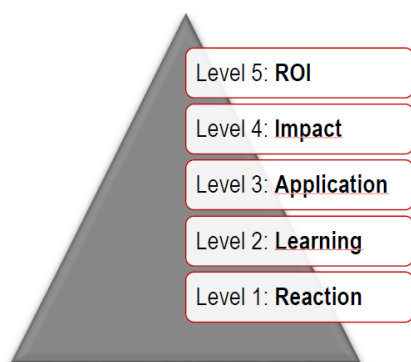 Level 5: ROI
Level 4: Impact
Level 3: Application
Level 2: Learning
Level 1: Reaction